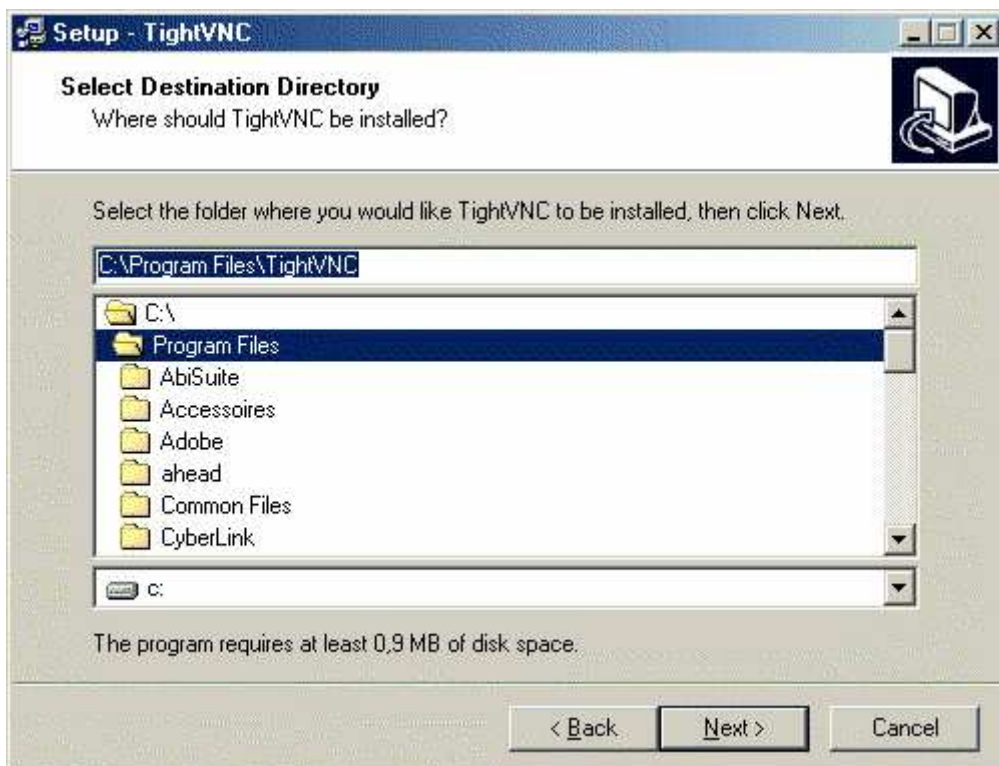 Setup - TightVNC
Select Destination Directory
Where should TightVNC be installed?
Select the folder where you would like TightVNC to be installed, then click Next.
C:\Program Files\TightVNC
C:\
Program Files
AbiSuite
Accessoires
Adobe
ahead
Common Files
CyberLink
c:
The program requires at least 0,9 MB of disk space.
< Back Next > Cancel